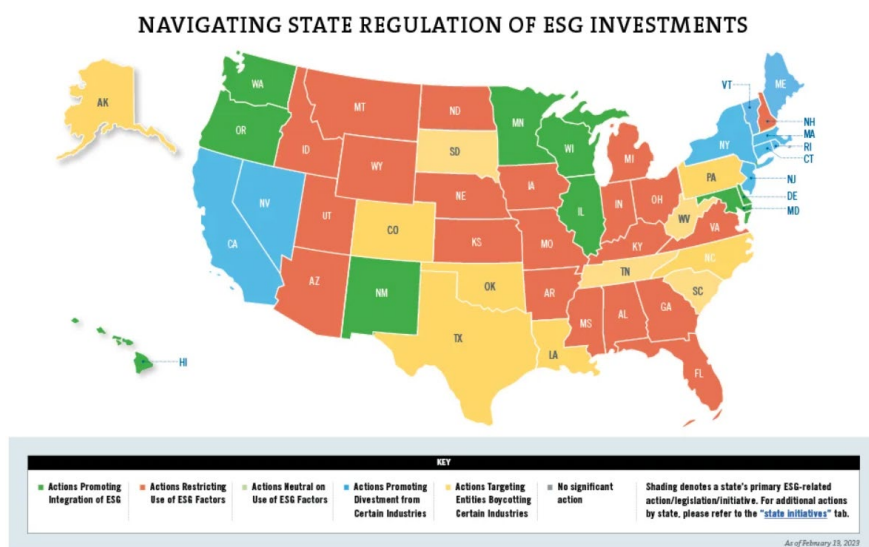 NAVIGATING STATE REGULATION OF ESG INVESTMENTS
AK
WA
OR
CA
NV
ID
MT
WY
UT
AZ
CO
NM
ND
SD
NE
KS
OK
TX
MN
IA
MO
AR
LA
WI
IL
MI
IN
OH
KY
TN
MS
AL
GA
FL
SC
NC
VA
WV
PA
NY
VT
ME
NH
MA
RI
CT
NJ
DE
MD
HI
KEY
Actions Promoting
Integration of ESG
Actions Restricting
Use of ESG Factors
Actions Neutral on
Use of ESG Factors
Actions Promoting
Divestment from
Certain Industries
Actions Targeting
Entities Boycotting
Certain Industries
No significant
action
Shading denotes a state's primary ESG-related
action/legislation/initiative. For additional actions
by state, please refer to the "state initiatives" tab.
As of February 13, 2023